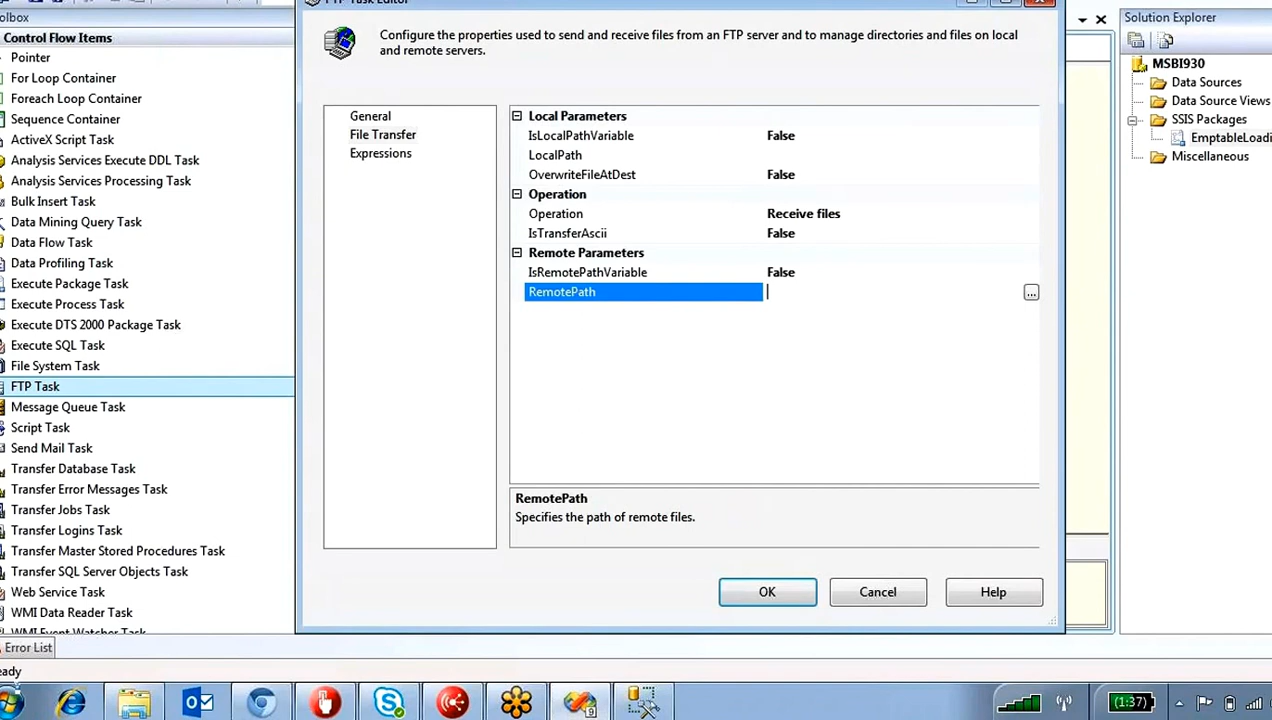 olbox
Control Flow Items
Pointer
For Loop Container
Foreach Loop Container
Sequence Container
ActiveX Script Task
Analysis Services Execute DDL Task
Analysis Services Processing Task
Bulk Insert Task
Data Mining Query Task
Data Flow Task
Data Profiling Task
Execute Package Task
Execute Process Task
Execute DTS 2000 Package Task
Execute SQL Task
File System Task
FTP Task
Message Queue Task
Script Task
Send Mail Task
Transfer Database Task
Transfer Error Messages Task
Transfer Jobs Task
Transfer Logins Task
Transfer Master Stored Procedures Task
Transfer SQL Server Objects Task
Web Service Task
WMI Data Reader Task
WMI Event Watcher Task
Error List
eady
FTP Task Editor
Configure the properties used to send and receive files from an FTP server and to manage directories and files on local
and remote servers.
General
File Transfer
Expressions
Local Parameters
IsLocalPathVariable False
LocalPath
OverwriteFileAtDest False
Operation
Operation Receive files
IsTransferAscii False
Remote Parameters
IsRemotePathVariable False
RemotePath ...
RemotePath
Specifies the path of remote files.
OK Cancel Help
Solution Explorer
MSBI930
Data Sources
Data Source Views
SSIS Packages
EmptableLoadi
Miscellaneous
(1:37)